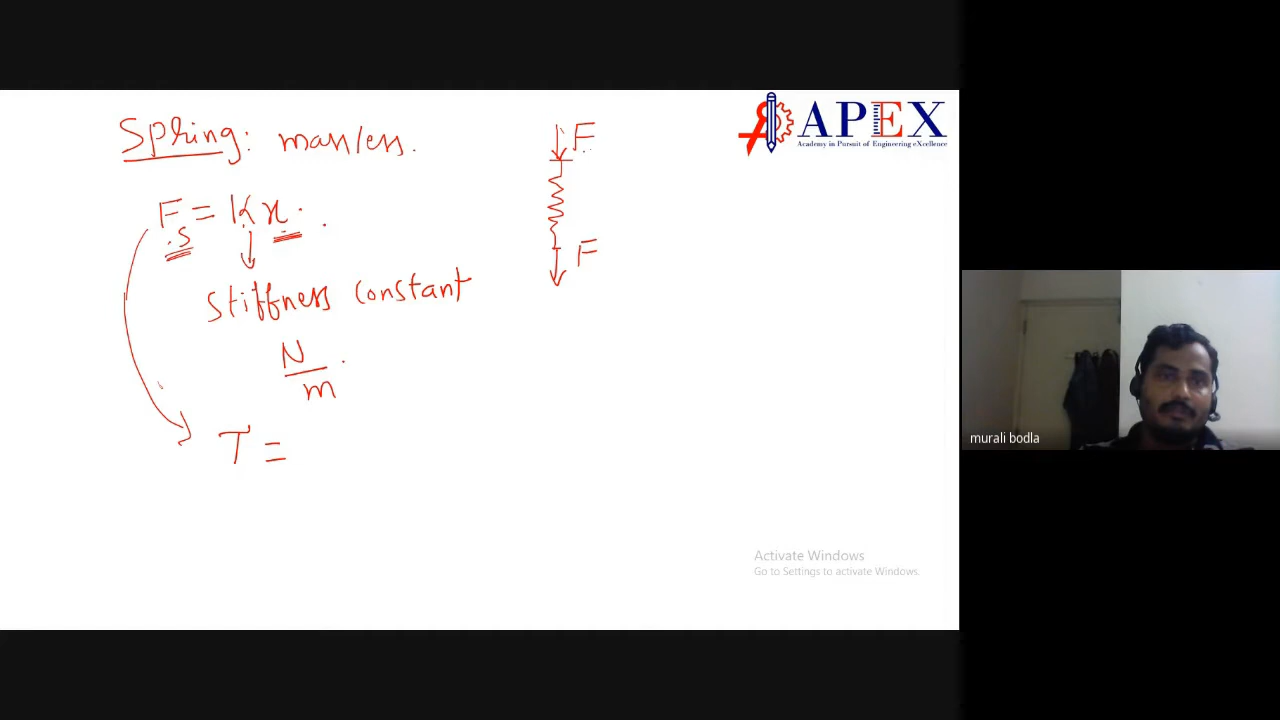 Spring: massless.
F
F = Kx.
.s
F
stiffness constant
N
m
T =
APEX
Academy in Pursuit of Engineering eXcellence
murali bodla
Activate Windows
Go to Settings to activate Windows.